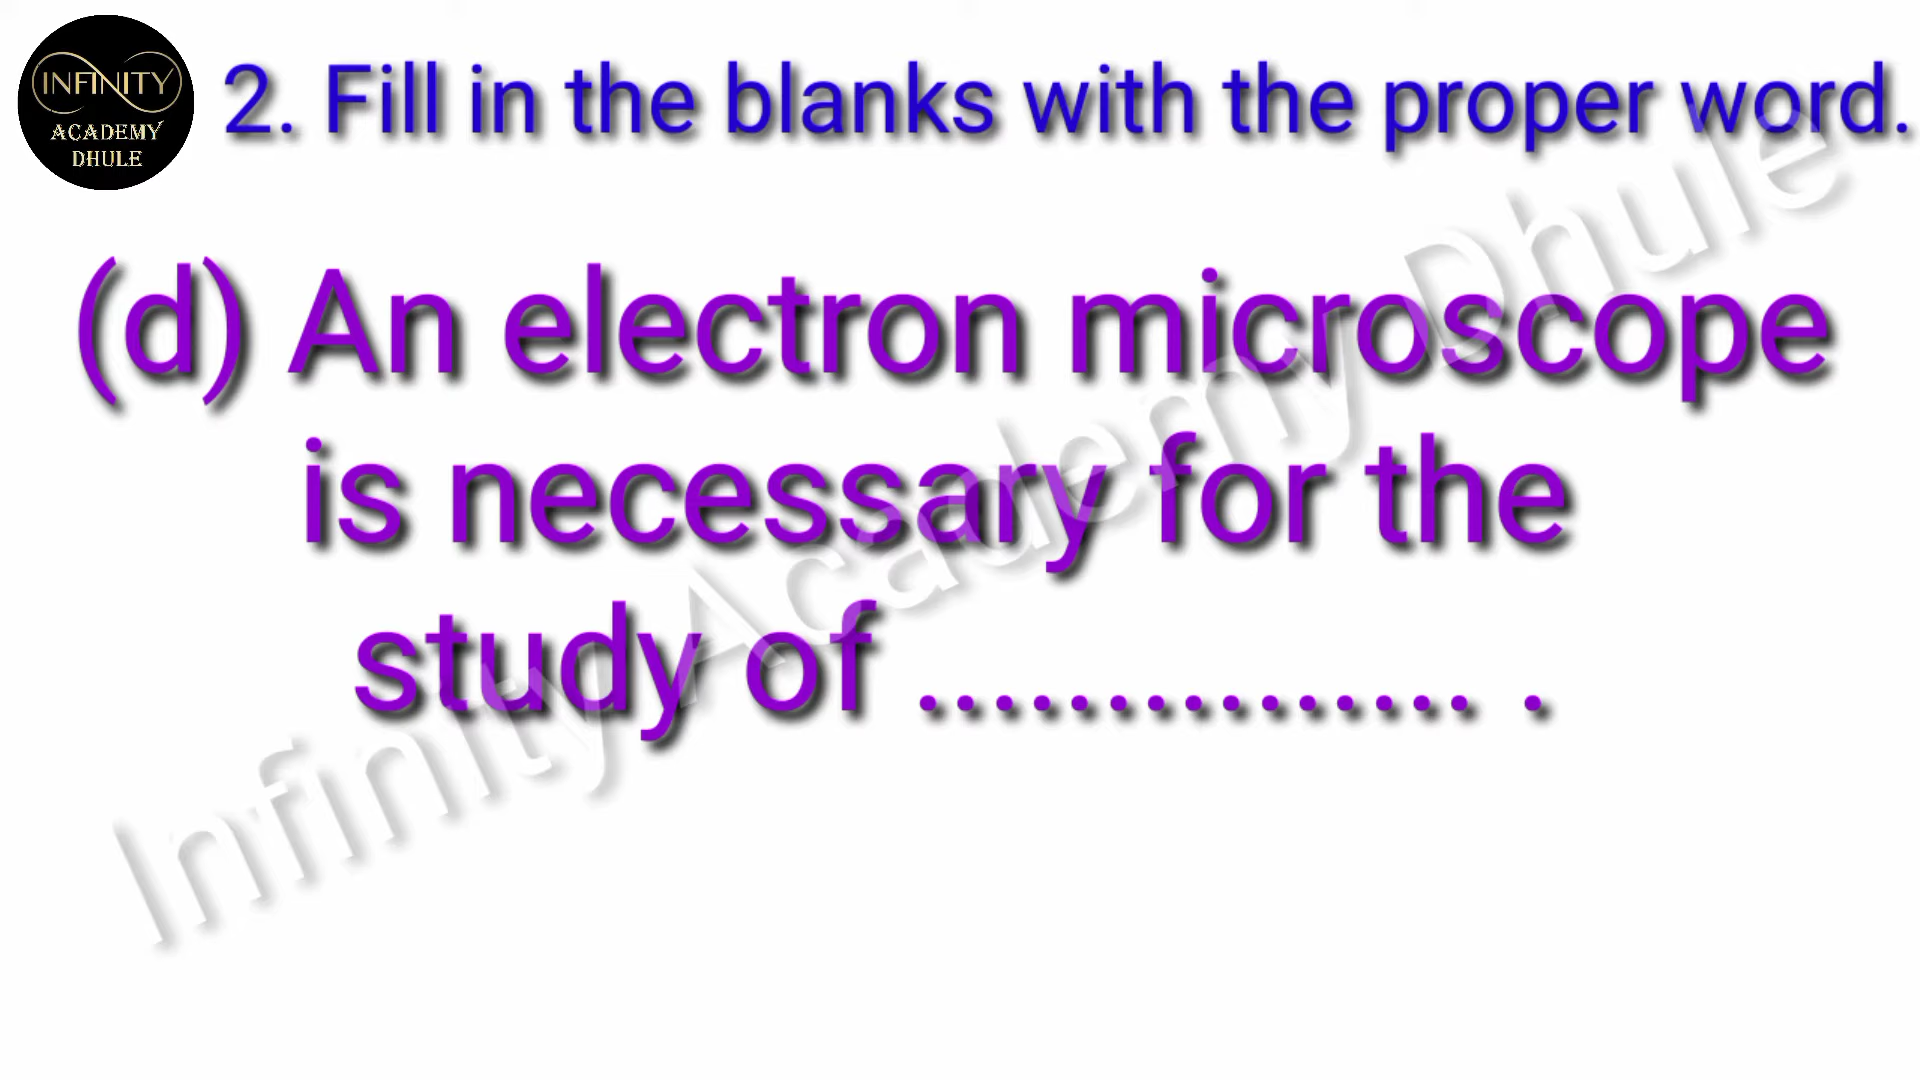 INFINITY
ACADEMY
DHULE
2. Fill in the blanks with the proper word.
(d) An electron microscope
is necessary for the
study of ............... .
Infinity Academy Dhule